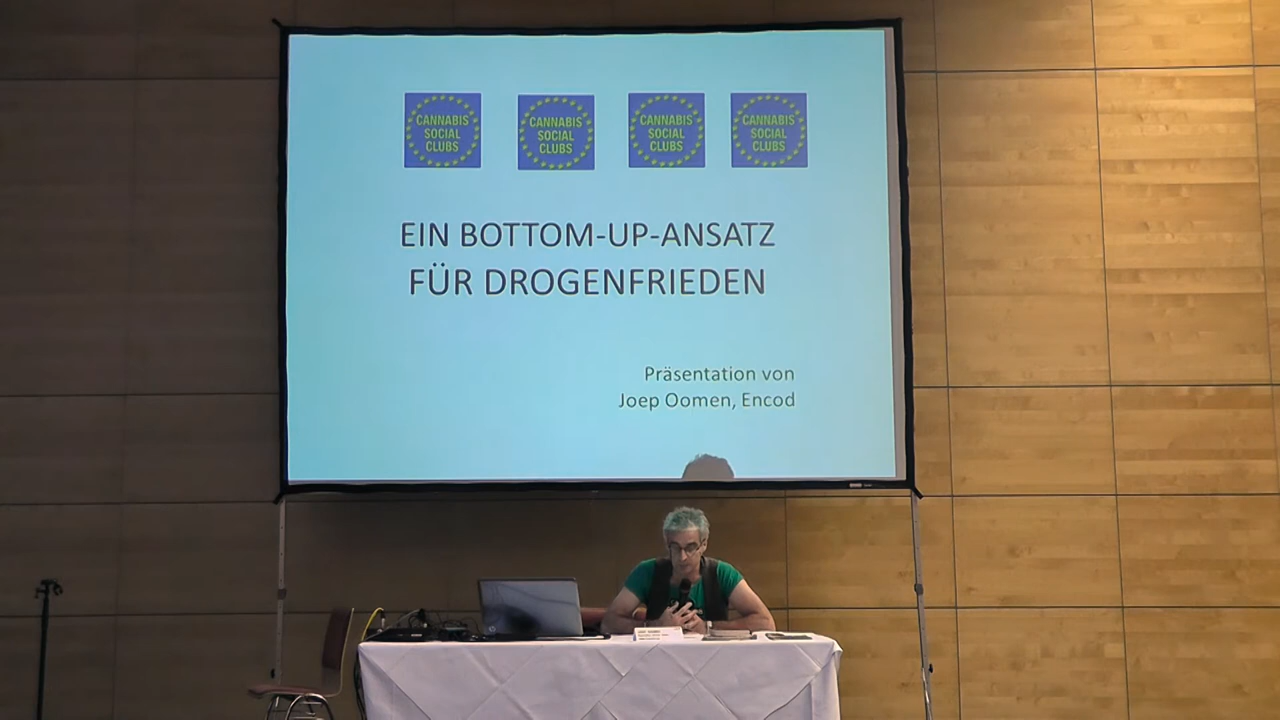 CANNABIS
SOCIAL
CLUBS
CANNABIS
SOCIAL
CLUBS
CANNABIS
SOCIAL
CLUBS
CANNABIS
SOCIAL
CLUBS
EIN BOTTOM-UP-ANSATZ
FÜR DROGENFRIEDEN
Präsentation von
Joep Oomen, Encod